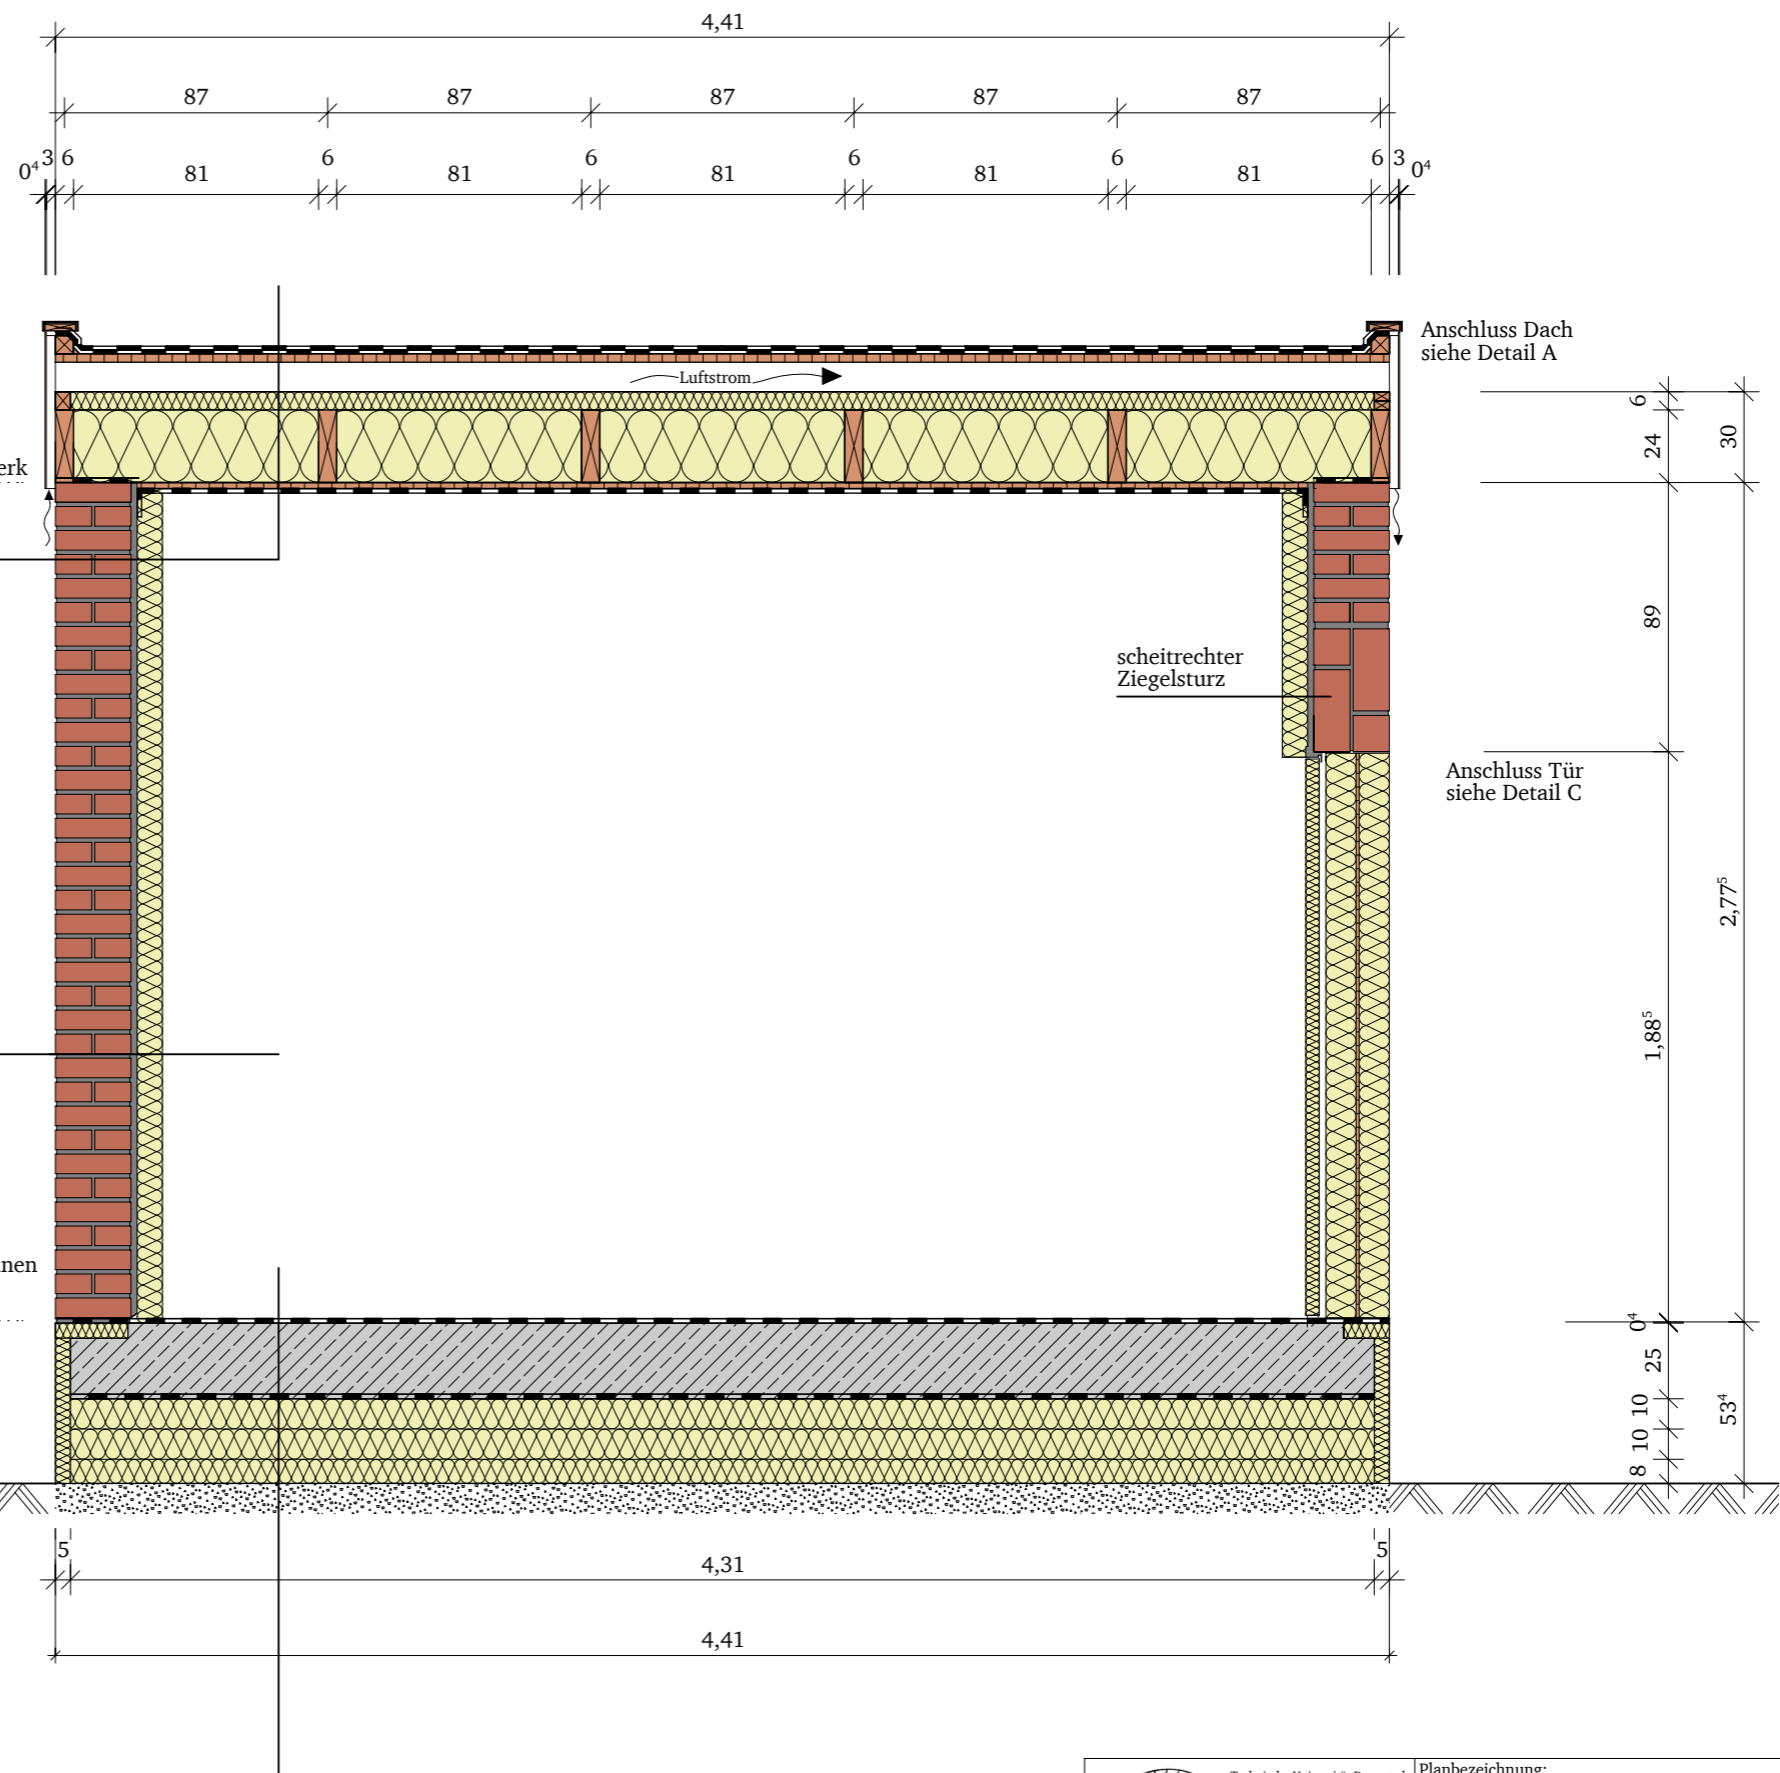 4,41
87 87 87 87 87
0⁴ 3 6 6 6 6 6 6 3 0⁴
81 81 81 81 81
Anschluss Dach
siehe Detail A
Luftstrom
6
24
30
erk
89
scheitrechter
Ziegelsturz
Anschluss Tür
siehe Detail C
2,77⁵
1,88⁵
nen
0⁴
25
10
10
8
53⁴
5 4,31 5
4,41
Planbezeichnung: